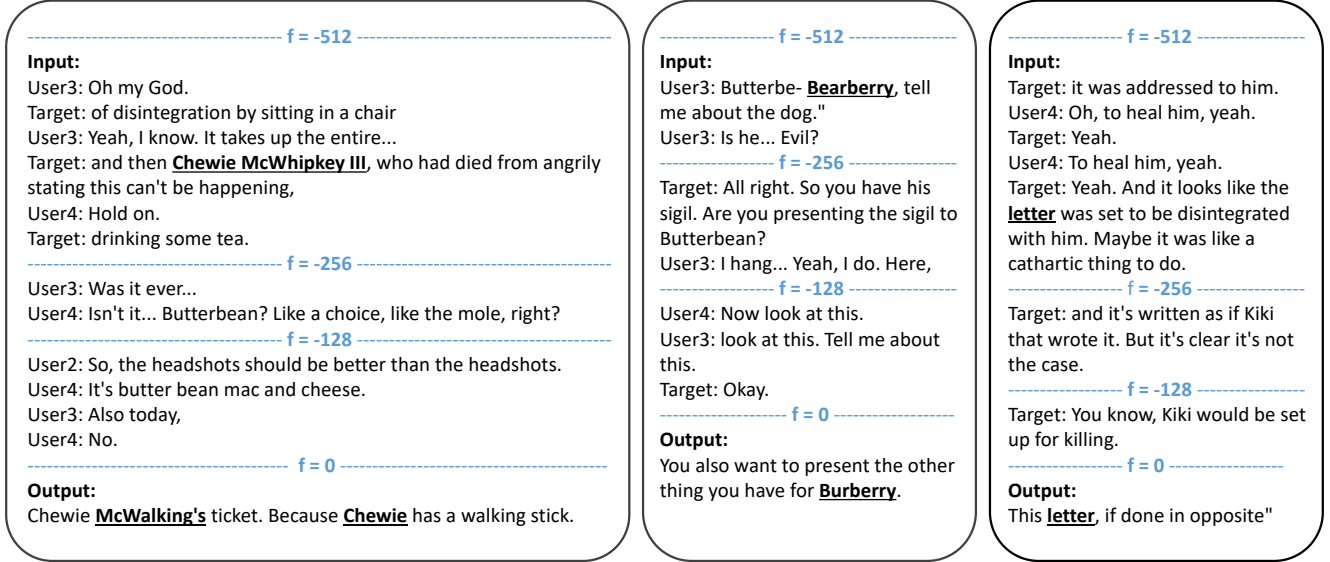 f = -512
Input:
User3: Oh my God.
Target: of disintegration by sitting in a chair
User3: Yeah, I know. It takes up the entire...
Target: and then Chewie McWhipkey III, who had died from angrily
stating this can't be happening,
User4: Hold on.
Target: drinking some tea.
f = -256
User3: Was it ever...
User4: Isn't it... Butterbean? Like a choice, like the mole, right?
f = -128
User2: So, the headshots should be better than the headshots.
User4: It's butter bean mac and cheese.
User3: Also today,
User4: No.
f = 0
Output:
Chewie McWalking's ticket. Because Chewie has a walking stick.
f = -512
Input:
User3: Butterbe- Bearberry, tell
me about the dog."
User3: Is he... Evil?
f = -256
Target: All right. So you have his
sigil. Are you presenting the sigil to
Butterbean?
User3: I hang... Yeah, I do. Here,
f = -128
User4: Now look at this.
User3: look at this. Tell me about
this.
Target: Okay.
f = 0
Output:
You also want to present the other
thing you have for Burberry.
f = -512
Input:
Target: it was addressed to him.
User4: Oh, to heal him, yeah.
Target: Yeah.
User4: To heal him, yeah.
Target: Yeah. And it looks like the
letter was set to be disintegrated
with him. Maybe it was like a
cathartic thing to do.
f = -256
Target: and it's written as if Kiki
that wrote it. But it's clear it's not
the case.
f = -128
Target: You know, Kiki would be set
up for killing.
f = 0
Output:
This letter, if done in opposite"